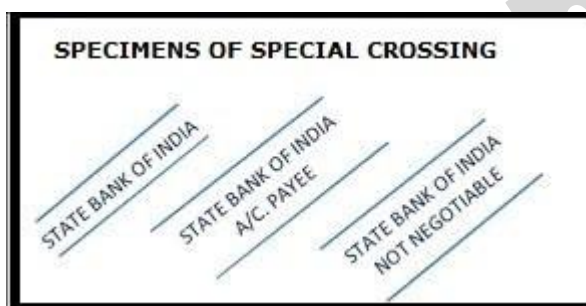 SPECIMENS OF SPECIAL CROSSING
STATE BANK OF INDIA
STATE BANK OF INDIA
A/C. PAYEE
STATE BANK OF INDIA
NOT NEGOTIABLE